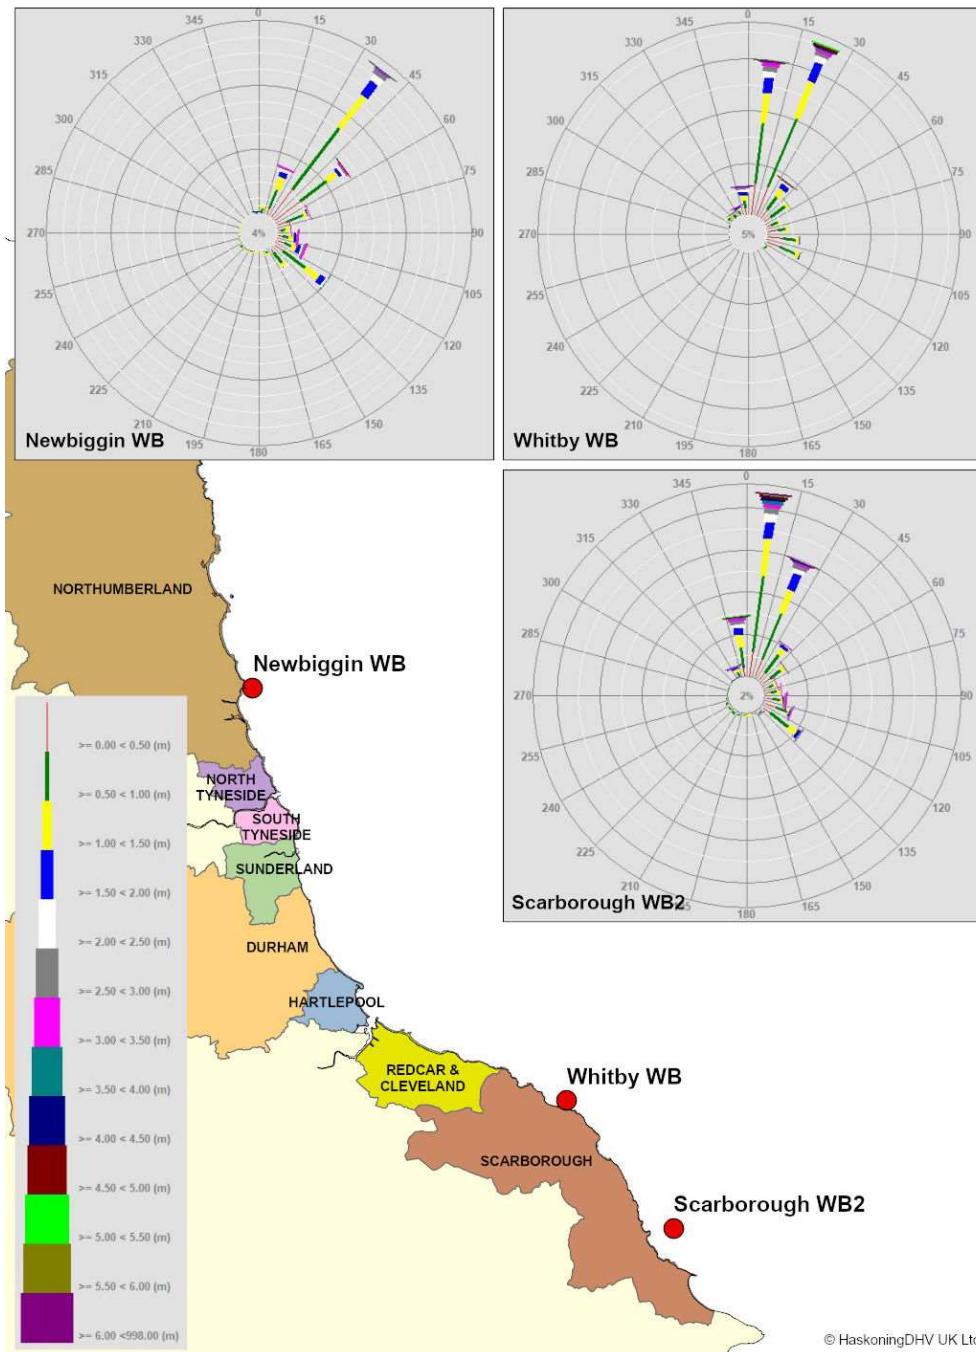 0
15
30
45
60
75
90
105
120
150
165
180
195
210
225
240
255
270
285
300
315
330
345
4%
Newbiggin WB
0
15
30
45
60
75
90
105
120
135
150
165
180
195
210
225
240
255
270
285
300
315
330
345
5%
Whitby WB
0
15
30
45
60
75
90
105
120
135
150
165
180
195
210
225
240
255
270
285
300
315
330
345
2%
Scarborough WB2
NORTHUMBERLAND
Newbiggin WB
NORTH
TYNESIDE
SOUTH
TYNESIDE
SUNDERLAND
DURHAM
HARTLEPOOL
REDCAR &
CLEVELAND
Whitby WB
SCARBOROUGH
Scarborough WB2
>= 0.00 < 0.50 (m)
>= 0.50 < 1.00 (m)
>= 1.00 < 1.50 (m)
>= 1.50 < 2.00 (m)
>= 2.00 < 2.50 (m)
>= 2.50 < 3.00 (m)
>= 3.00 < 3.50 (m)
>= 3.50 < 4.00 (m)
>= 4.00 < 4.50 (m)
>= 4.50 < 5.00 (m)
>= 5.00 < 5.50 (m)
>= 5.50 < 6.00 (m)
>= 6.00 <998.00 (m)
© HaskoningDHV UK Ltd